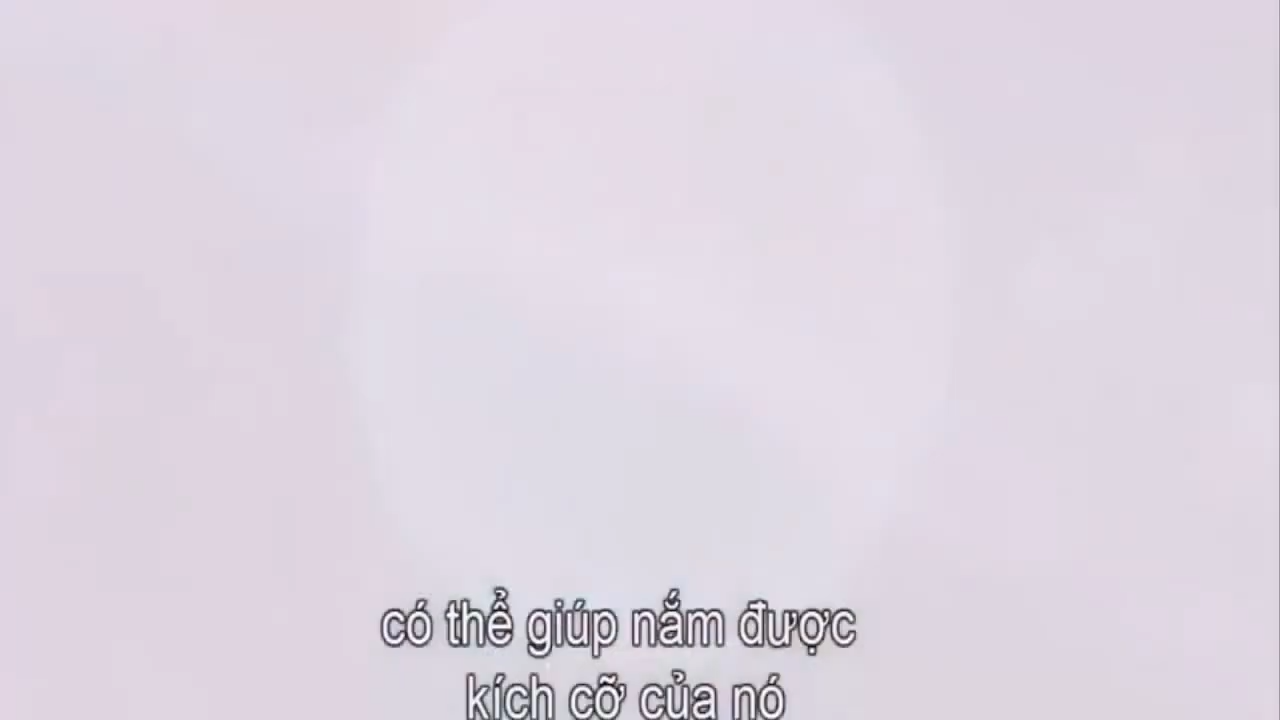 có thể giúp nắm được
kích cỡ của nó